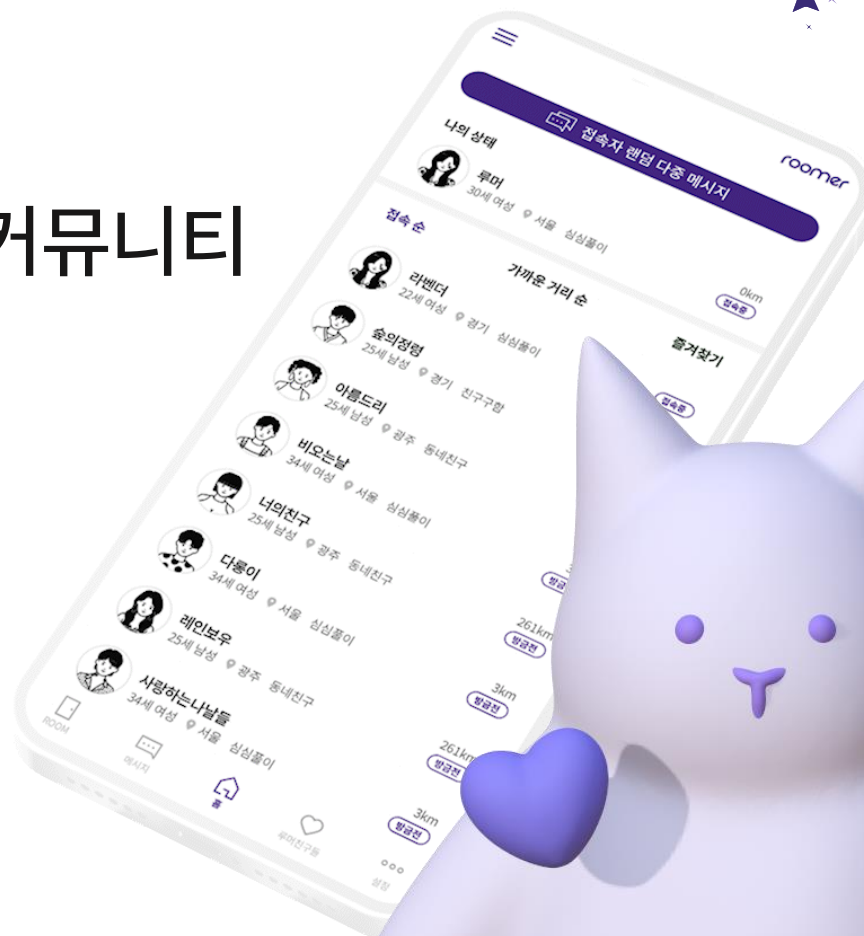 커뮤니티
접속자 랜덤 다중 메시지
roomer
나의 상태
루머
30세 여성 서울 심심풀이
0km
접속중
접속 순
가까운 거리 순
즐겨찾기
라벤더
22세 여성 경기 심심풀이
접속중
숲의정령
25세 남성 경기 친구구함
아름드리
25세 남성 광주 동네친구
비오는날
34세 여성 서울 심심풀이
방금
너의친구
25세 남성 광주 동네친구
261km
방금전
다롱이
34세 여성 서울 심심풀이
3km
방금전
레인보우
25세 남성 광주 동네친구
261km
방금전
사랑하는나날들
34세 여성 서울 심심풀이
3km
방금전
ROOM
메시지
홈
루머친구들
설정